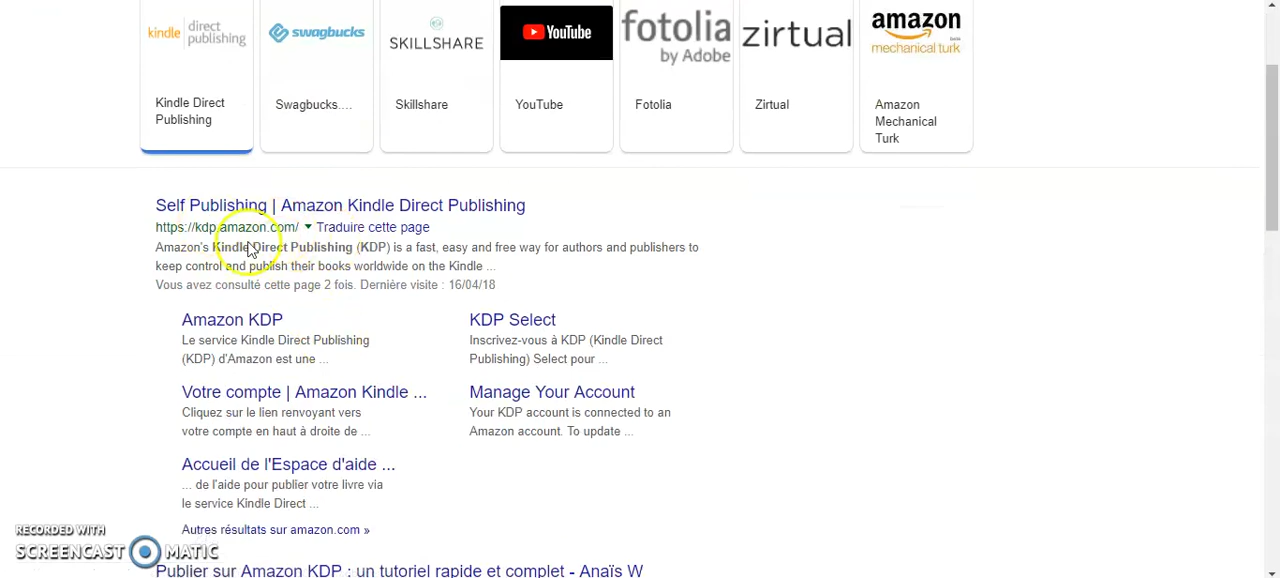 kindle direct publishing
swagbucks
SKILLSHARE
YouTube
fotolia
by Adobe
zirtual
amazon
beta
mechanical turk
Kindle Direct
Publishing
Swagbucks....
Skillshare
YouTube
Fotolia
Zirtual
Amazon
Mechanical
Turk
Self Publishing | Amazon Kindle Direct Publishing
https://kdp.amazon.com/ ▼ Traduire cette page
Amazon's Kindle Direct Publishing (KDP) is a fast, easy and free way for authors and publishers to
keep control and publish their books worldwide on the Kindle ...
Vous avez consulté cette page 2 fois. Dernière visite : 16/04/18
Amazon KDP
Le service Kindle Direct Publishing
(KDP) d'Amazon est une ...
KDP Select
Inscrivez-vous à KDP (Kindle Direct
Publishing) Select pour ...
Votre compte | Amazon Kindle ...
Cliquez sur le lien renvoyant vers
votre compte en haut à droite de ...
Manage Your Account
Your KDP account is connected to an
Amazon account. To update ...
Accueil de l'Espace d'aide ...
... de l'aide pour publier votre livre via
le service Kindle Direct ...
Autres résultats sur amazon.com »
RECORDED WITH
SCREENCAST MATIC
Publier sur Amazon KDP : un tutoriel rapide et complet - Anaïs W